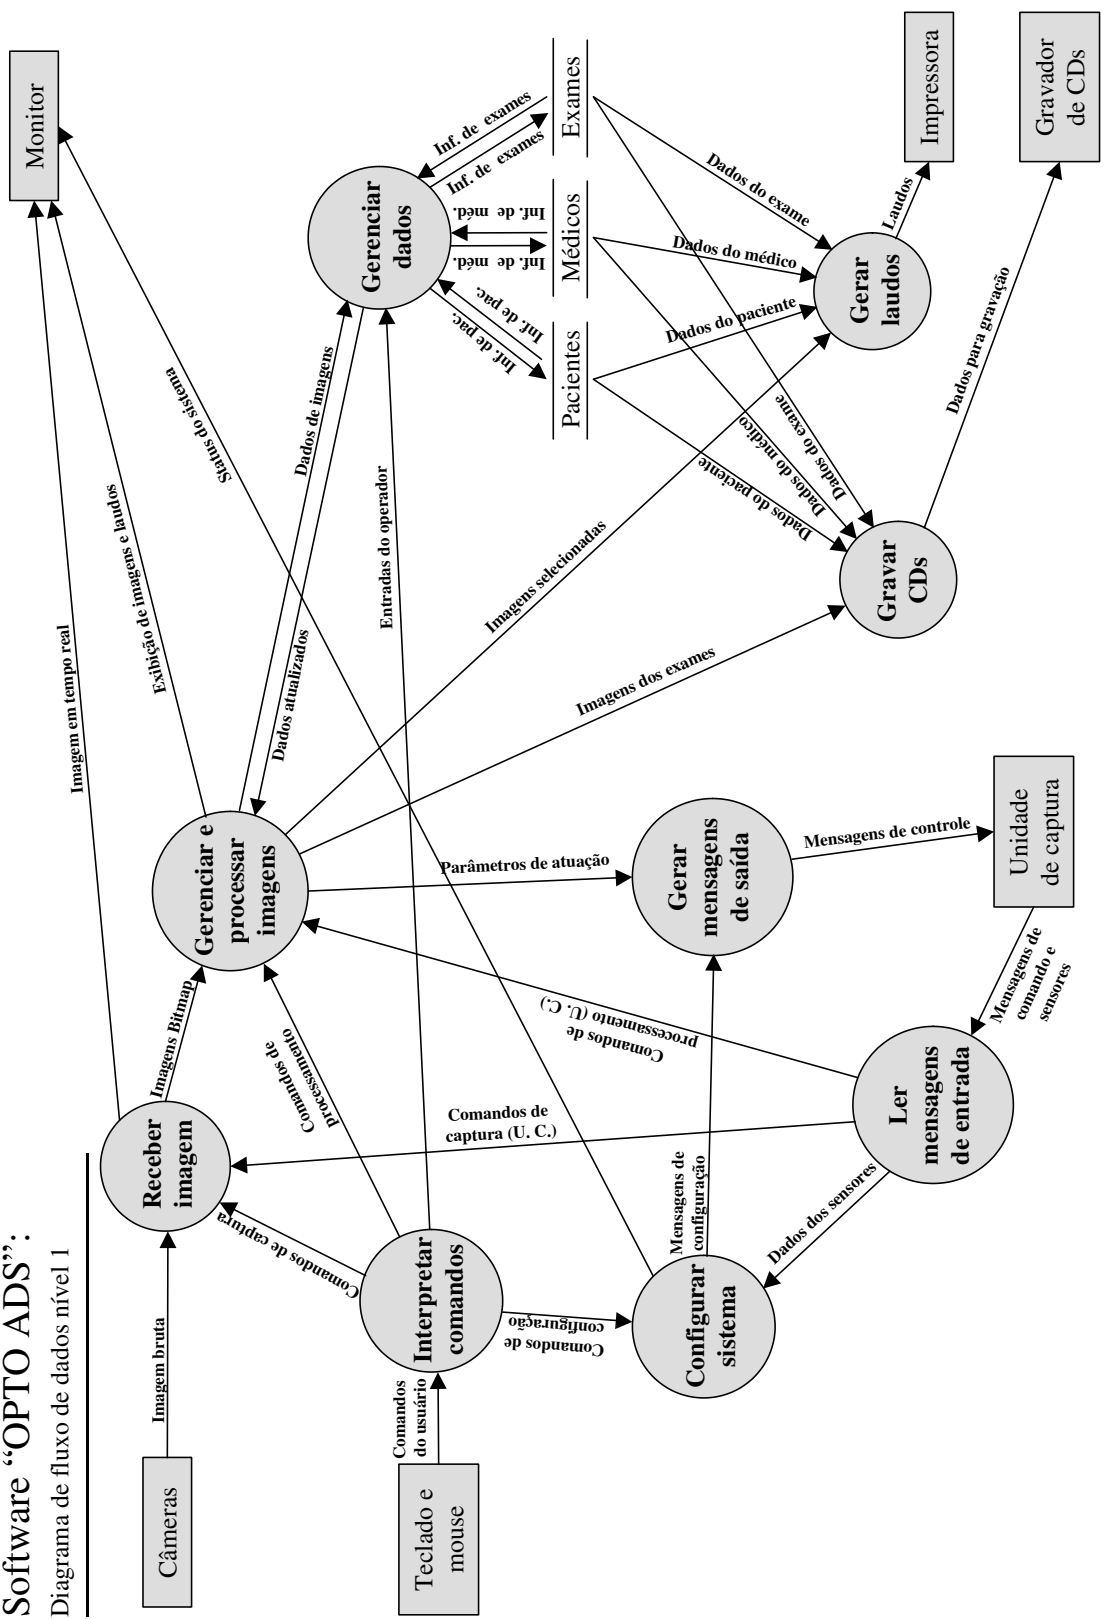 Software “OPTO ADS”:
Diagrama de fluxo de dados nível 1
Câmeras
Imagem bruta
Receber
imagem
Imagem em tempo real
Monitor
Imagens Bitmap
Exibição de imagens e laudos
Gerenciar e
processar
imagens
Comandos de captura
Comandos de
processamento
Teclado e
mouse
Comandos
do usuário
Interpretar
comandos
Entradas do operador
Status do sistema
Dados de imagens
Dados atualizados
Gerenciar
dados
Inf. de pac.
Inf. de pac.
Inf. de méd.
Inf. de méd.
Inf. de exames
Inf. de exames
Pacientes
Médicos
Exames
Comandos de
configuração
Comandos de
captura (U. C.)
Comandos de
processamento (U. C.)
Parâmetros de atuação
Imagens selecionadas
Imagens dos exames
Configurar
sistema
Mensagens de
configuração
Gerar
mensagens
de saída
Mensagens de controle
Unidade
de captura
Mensagens de
comando e
sensores
Ler
mensagens
de entrada
Dados dos sensores
Dados do paciente
Dados do médico
Dados do exame
Dados do paciente
Dados do médico
Dados do exame
Gerar
laudos
Laudos
Impressora
Gravar
CDs
Dados para gravação
Gravador
de CDs